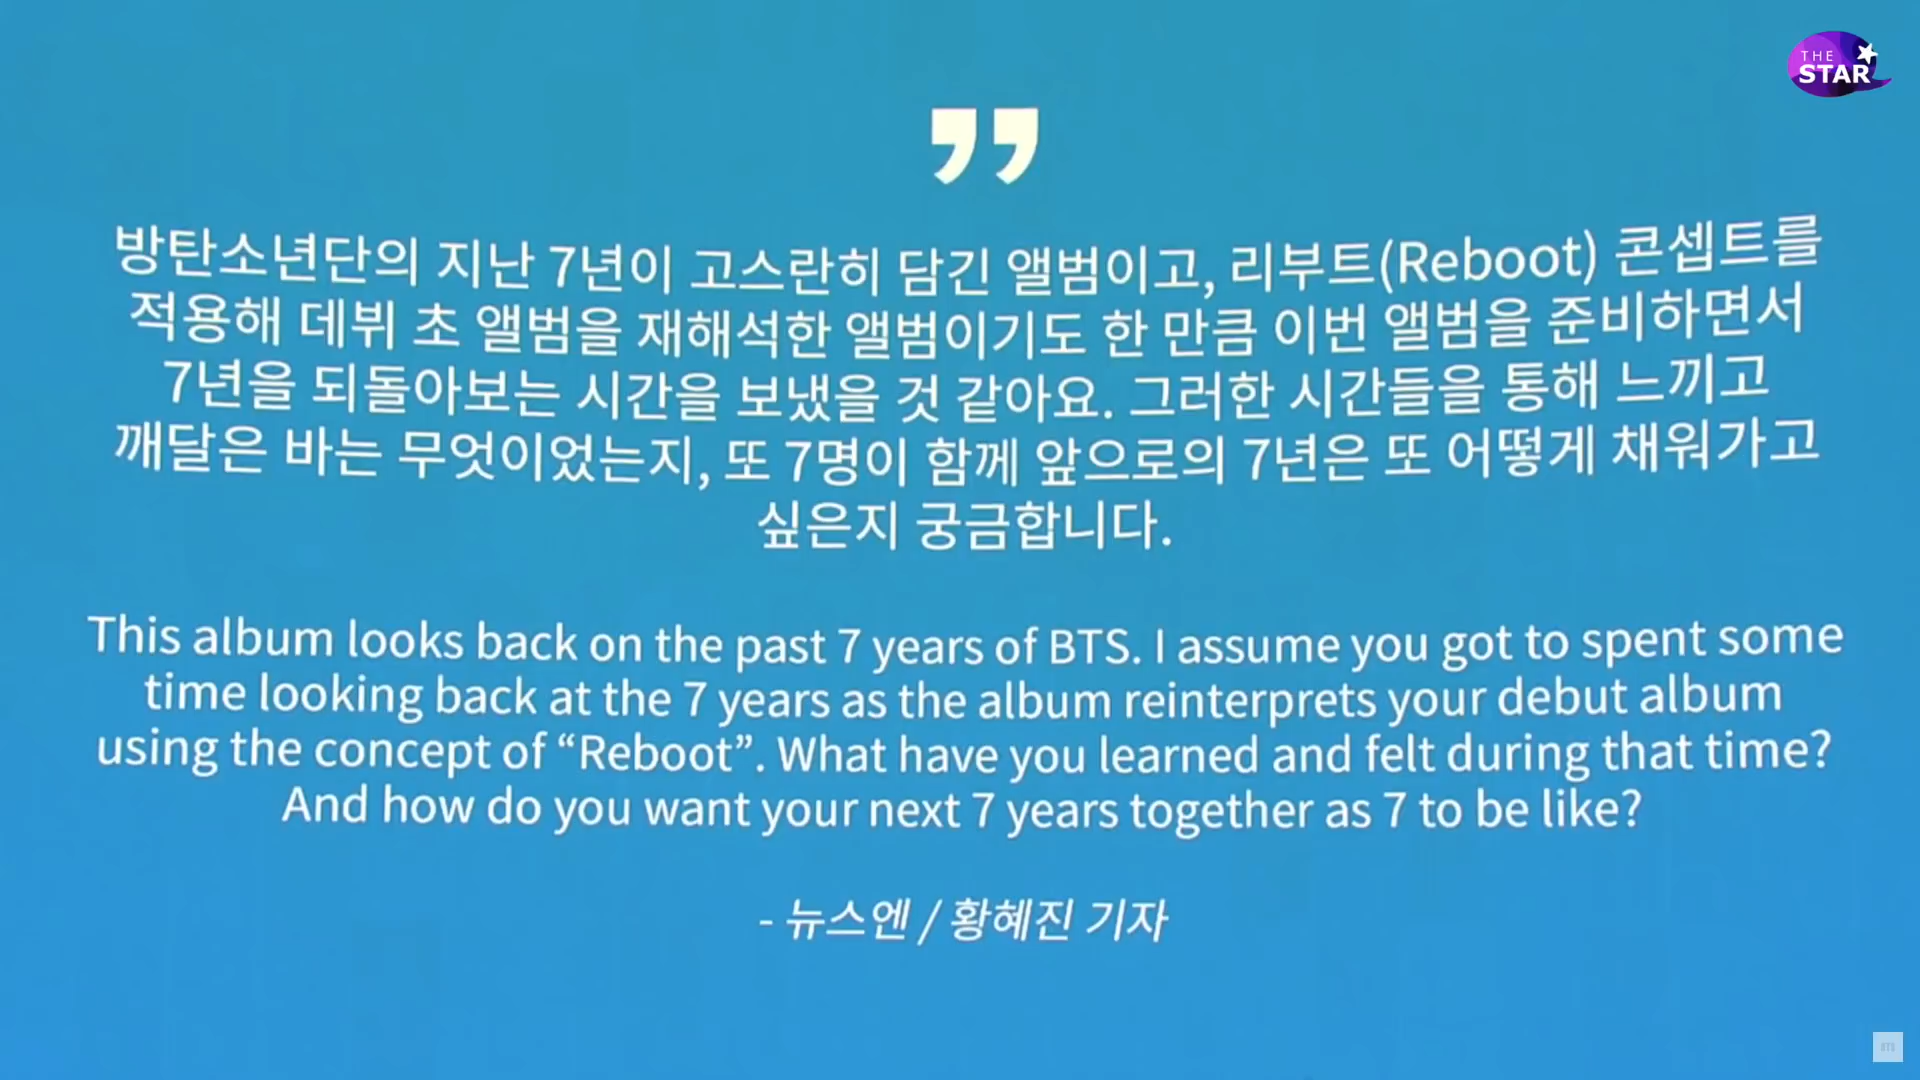 THE
STAR
”
방탄소년단의 지난 7년이 고스란히 담긴 앨범이고, 리부트(Reboot) 콘셉트를
적용해 데뷔 초 앨범을 재해석한 앨범이기도 한 만큼 이번 앨범을 준비하면서
7년을 되돌아보는 시간을 보냈을 것 같아요. 그러한 시간들을 통해 느끼고
깨달은 바는 무엇이었는지, 또 7명이 함께 앞으로의 7년은 또 어떻게 채워가고
싶은지 궁금합니다.
This album looks back on the past 7 years of BTS. I assume you got to spent some
time looking back at the 7 years as the album reinterprets your debut album
using the concept of “Reboot”. What have you learned and felt during that time?
And how do you want your next 7 years together as 7 to be like?
- 뉴스엔 / 황혜진 기자
BTS